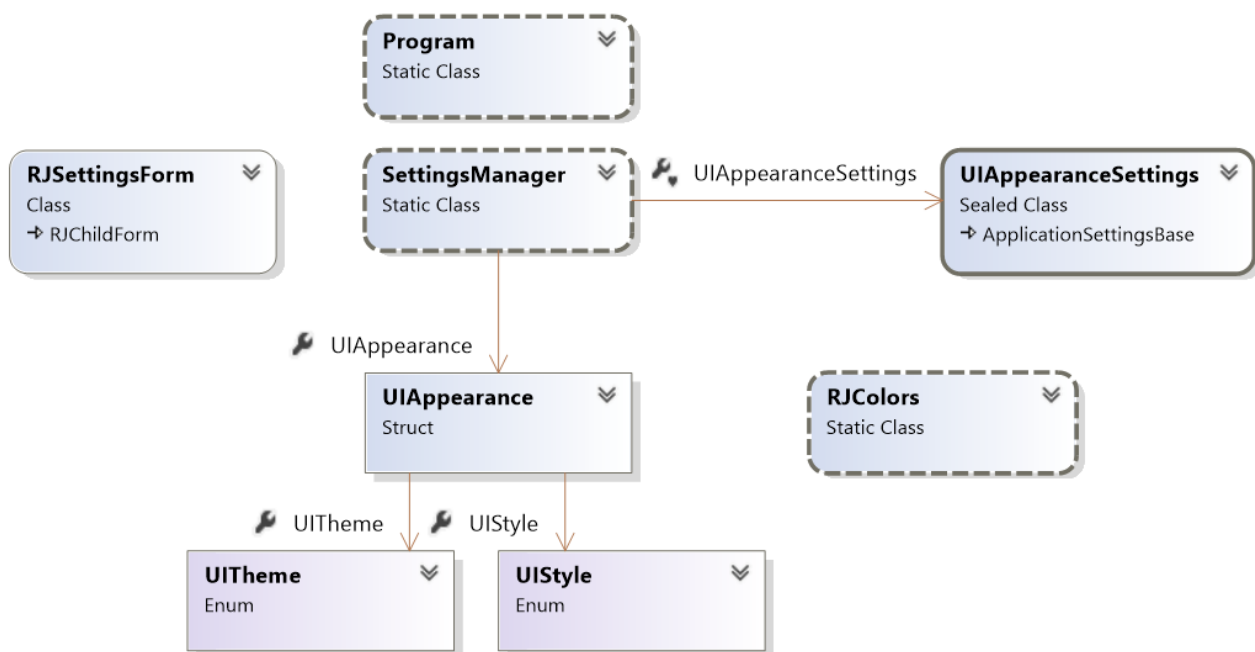 Program
Static Class
RJSettingsForm
Class
RJChildForm
SettingsManager
Static Class
UIAppearanceSettings
UIAppearanceSettings
Sealed Class
ApplicationSettingsBase
UIAppearance
UIAppearance
Struct
RJColors
Static Class
UITheme
UIStyle
UITheme
Enum
UIStyle
Enum